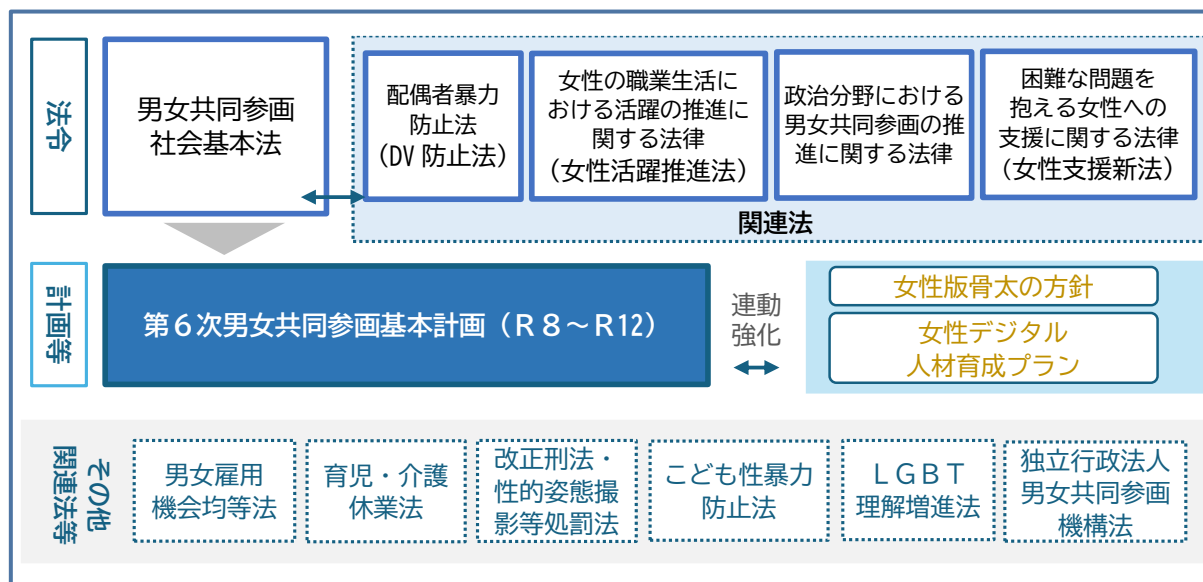 法令
男女共同参画
社会基本法
配偶者暴力
防止法
（DV 防止法）
女性の職業生活に
おける活躍の推進に
関する法律
（女性活躍推進法）
政治分野における
男女共同参画の推
進に関する法律
困難な問題を
抱える女性への
支援に関する法律
（女性支援新法）
関連法
計画等
第６次男女共同参画基本計画（Ｒ８～Ｒ12）
連動
強化
女性版骨太の方針
女性デジタル
人材育成プラン
その他
関連法等
男女雇用
機会均等法
育児・介護
休業法
改正刑法・
性的姿態撮
影等処罰法
こども性暴力
防止法
ＬＧＢＴ
理解増進法
独立行政法人
男女共同参画
機構法